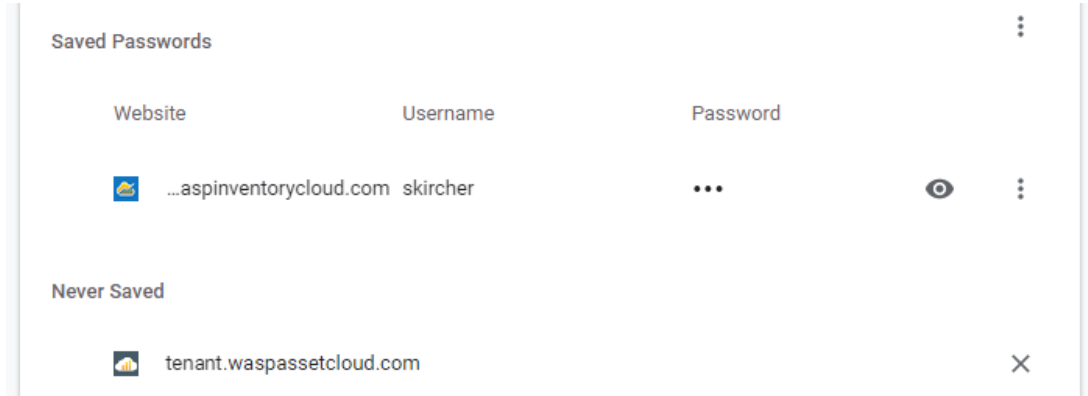 Saved Passwords
Website Username Password
...aspinventorycloud.com skircher •••
Never Saved
tenant.waspassetcloud.com